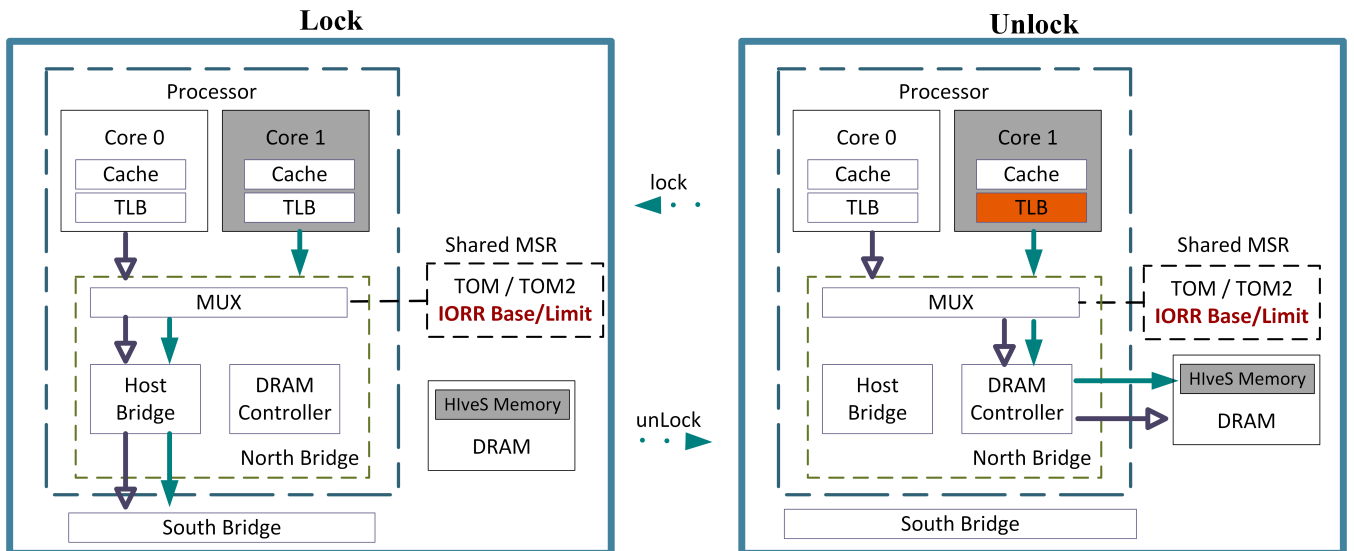 Lock
Processor
Core 0
Cache
TLB
Core 1
Cache
TLB
Shared MSR
TOM / TOM2
IORR Base/Limit
MUX
Host
Bridge
DRAM
Controller
North Bridge
HIveS Memory
DRAM
South Bridge
lock
unLock
Unlock
Processor
Core 0
Cache
TLB
Core 1
Cache
TLB
Shared MSR
TOM / TOM2
IORR Base/Limit
MUX
Host
Bridge
DRAM
Controller
North Bridge
HIveS Memory
DRAM
South Bridge